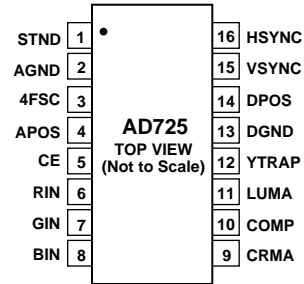 STND 1 16 HSYNC
AGND 2 15 VSYNC
4FSC 3 14 DPOS
APOS 4 AD725 13 DGND
CE 5 TOP VIEW 12 YTRAP
(Not to Scale)
RIN 6 11 LUMA
GIN 7 10 COMP
BIN 8 9 CRMA